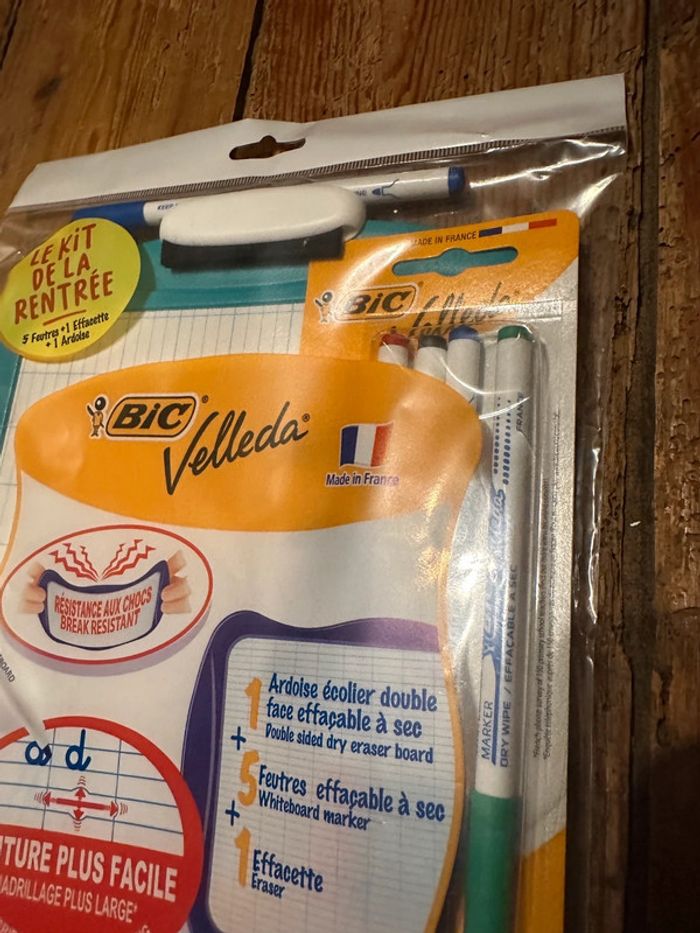 LE KIT
DE LA
RENTRÉE
5 Feutres + 1 Effacette
+ 1 Ardoise
MADE IN FRANCE
BIC Velleda
BIC® Velleda®
Made in France
RÉSISTANCE AUX CHOCS
BREAK RESISTANT
1 Ardoise écolier double
face effaçable à sec
Double sided dry eraser board
+
5 Feutres effaçable à sec
Whiteboard marker
+
1 Effacette
Eraser
a d
TURE PLUS FACILE
ADRILLAGE PLUS LARGE*
MARKER
DRY WIPE / EFFACABLE A SEC